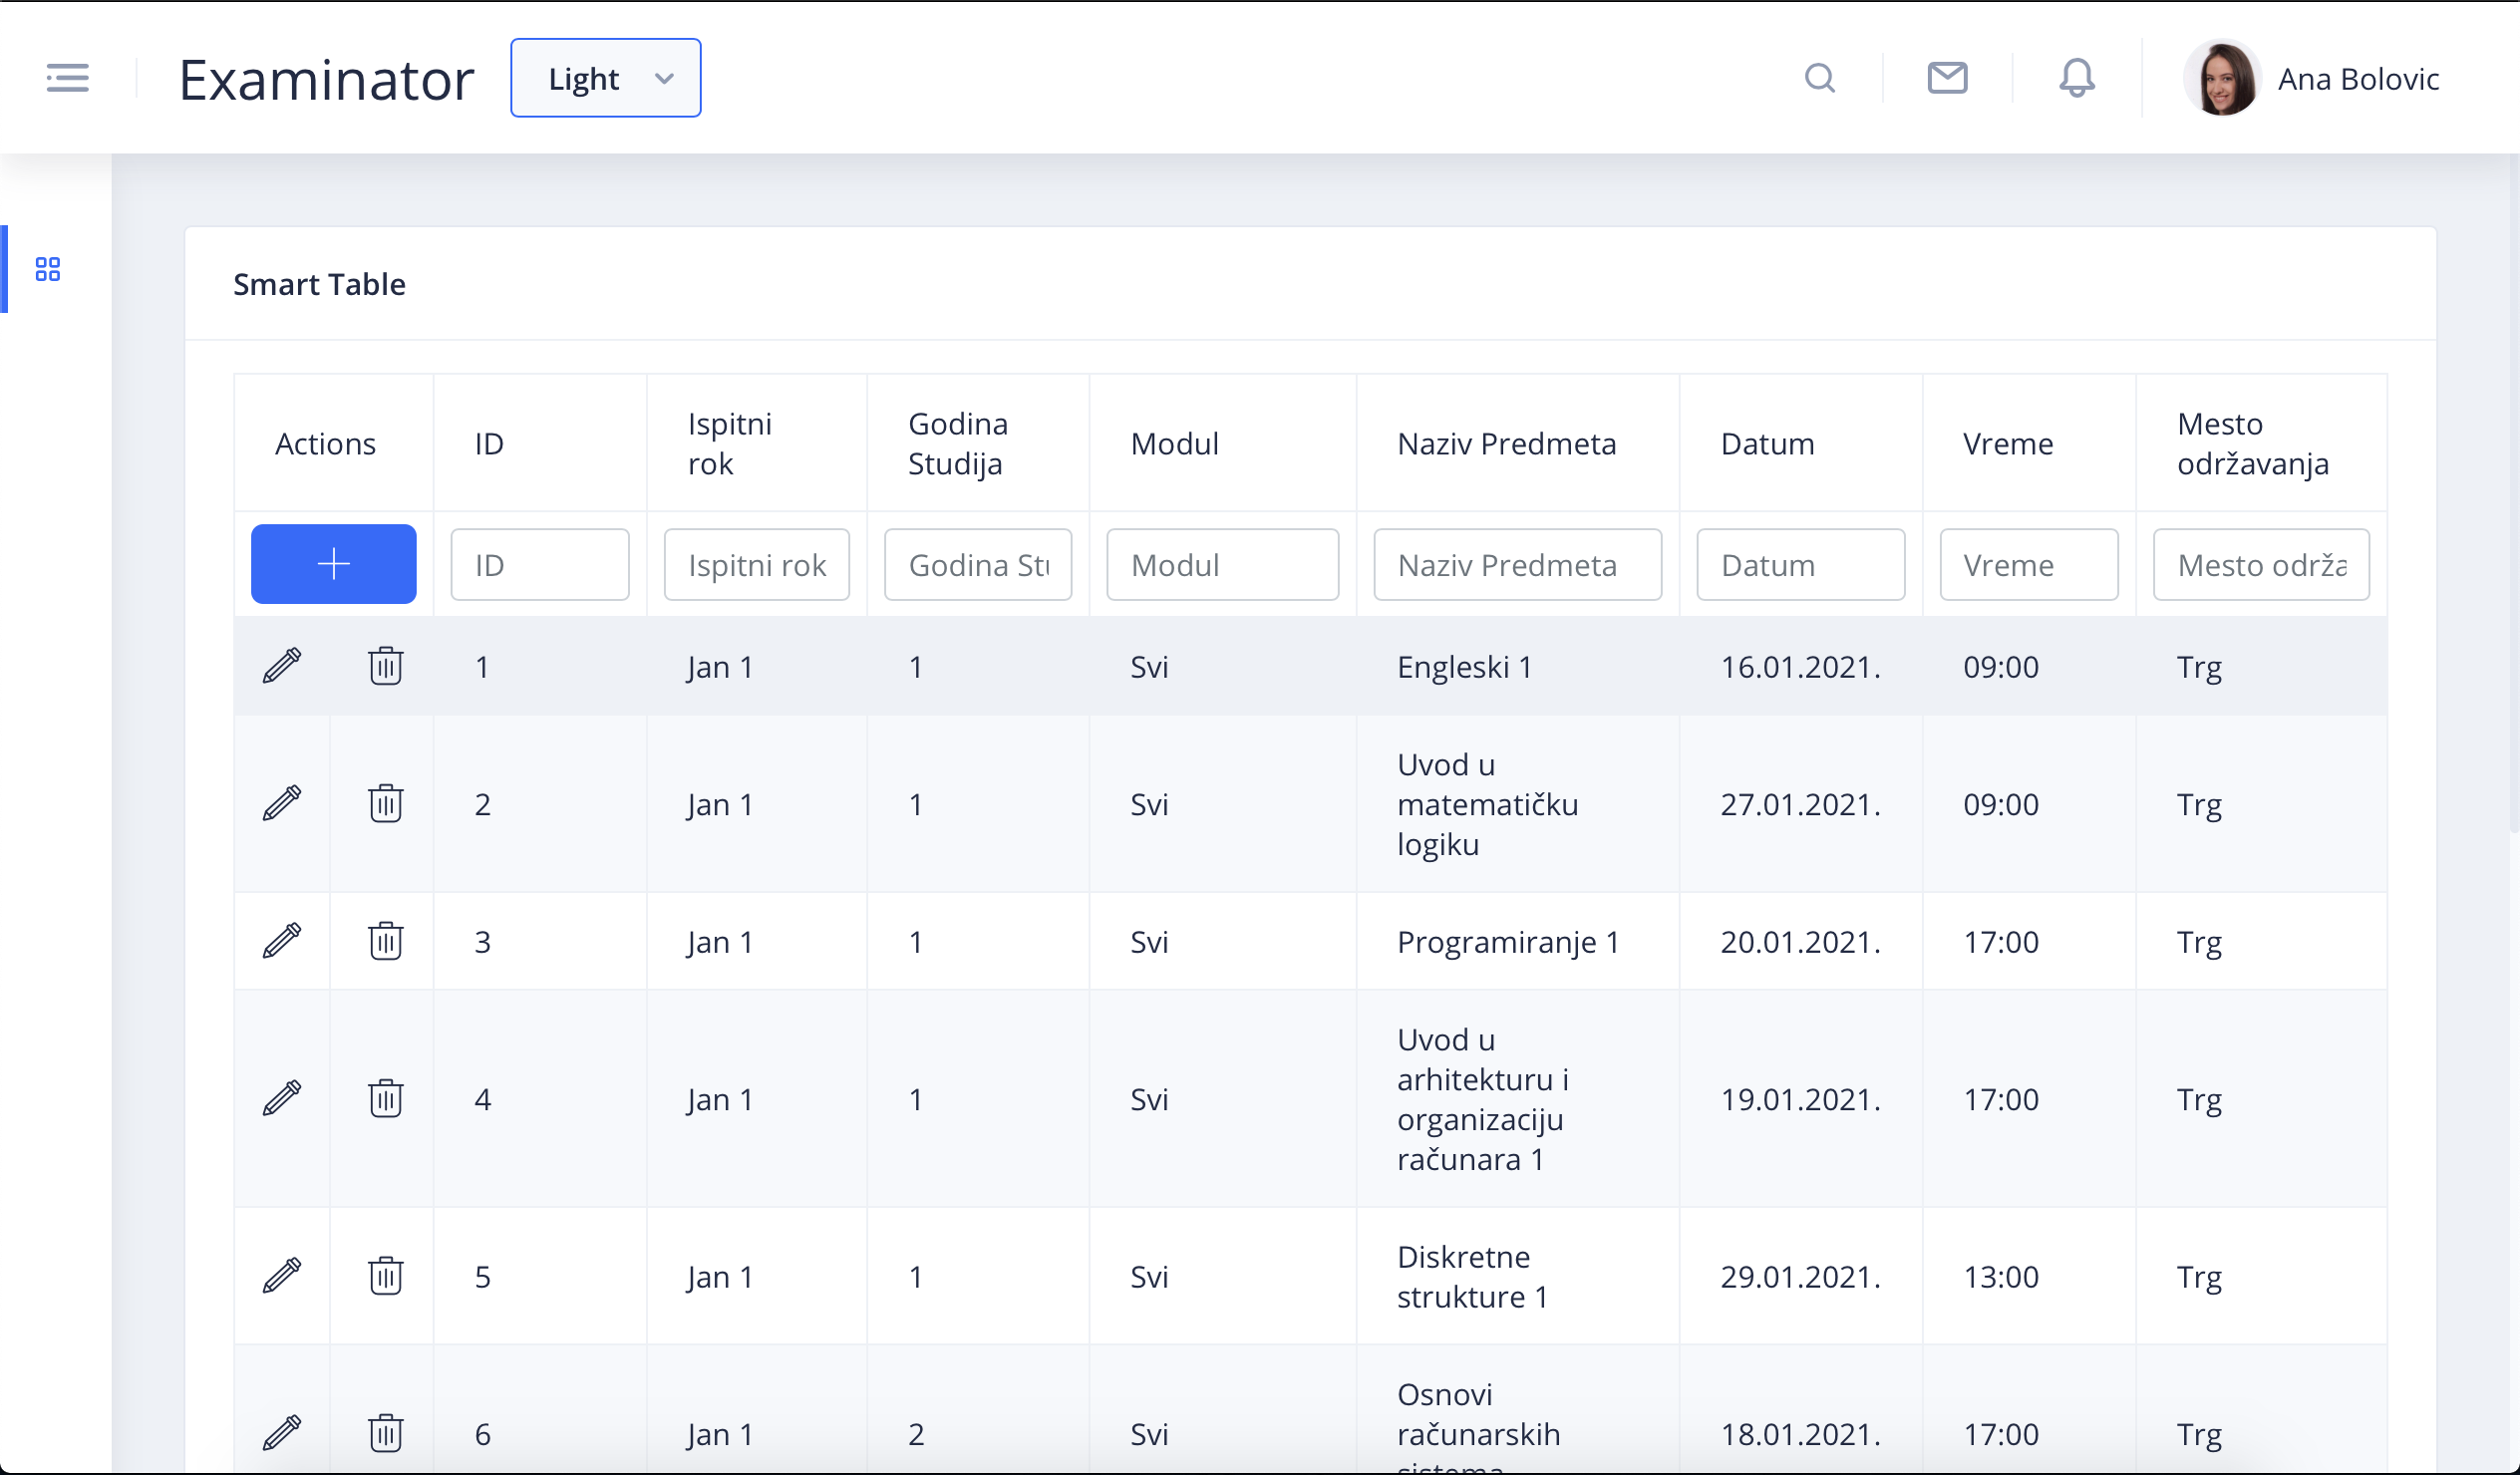 Examinator
Light
Ana Bolovic
Smart Table
Actions
ID
Ispitni
rok
Godina
Studija
Modul
Naziv Predmeta
Datum
Vreme
Mesto
održavanja
ID
Ispitni rok
Godina Stu
Modul
Naziv Predmeta
Datum
Vreme
Mesto održa
1
Jan 1
1
Svi
Engleski 1
16.01.2021.
09:00
Trg
2
Jan 1
1
Svi
Uvod u
matematičku
logiku
27.01.2021.
09:00
Trg
3
Jan 1
1
Svi
Programiranje 1
20.01.2021.
17:00
Trg
4
Jan 1
1
Svi
Uvod u
arhitekturu i
organizaciju
računara 1
19.01.2021.
17:00
Trg
5
Jan 1
1
Svi
Diskretne
strukture 1
29.01.2021.
13:00
Trg
6
Jan 1
2
Svi
Osnovi
računarskih
sistema
18.01.2021.
17:00
Trg